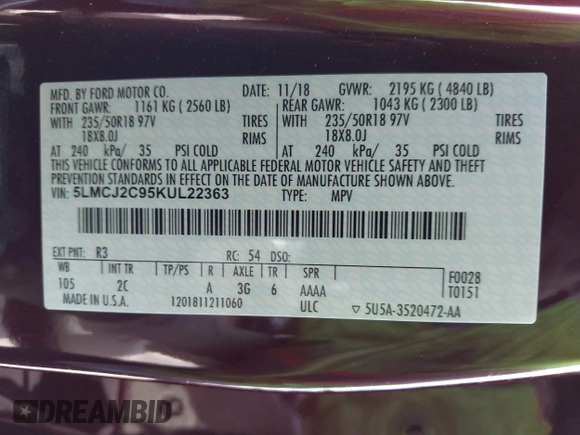 MFD. BY FORD MOTOR CO. DATE: 11/18 GVWR: 2195 KG ( 4840 LB)
FRONT GAWR: 1161 KG ( 2560 LB) REAR GAWR: 1043 KG ( 2300 LB)
WITH 235/50R18 97V TIRES WITH 235/50R18 97V TIRES
18X8.0J RIMS 18X8.0J RIMS
AT 240 kPa/ 35 PSI COLD AT 240 kPa/ 35 PSI COLD
THIS VEHICLE CONFORMS TO ALL APPLICABLE FEDERAL MOTOR VEHICLE SAFETY AND THEFT
PREVENTION STANDARDS IN EFFECT ON THE DATE OF MANUFACTURE SHOWN ABOVE.
VIN: 5LMCJ2C95KUL22363 TYPE: MPV
EXT PNT: R3 RC: 54 DSO:
WB INT TR TP/PS R AXLE TR SPR F0028
105 2C A 3G 6 AAAA T0151
MADE IN U.S.A. 1201811211060 ULC ▽ 5U5A-3520472-AA
DREAMBID